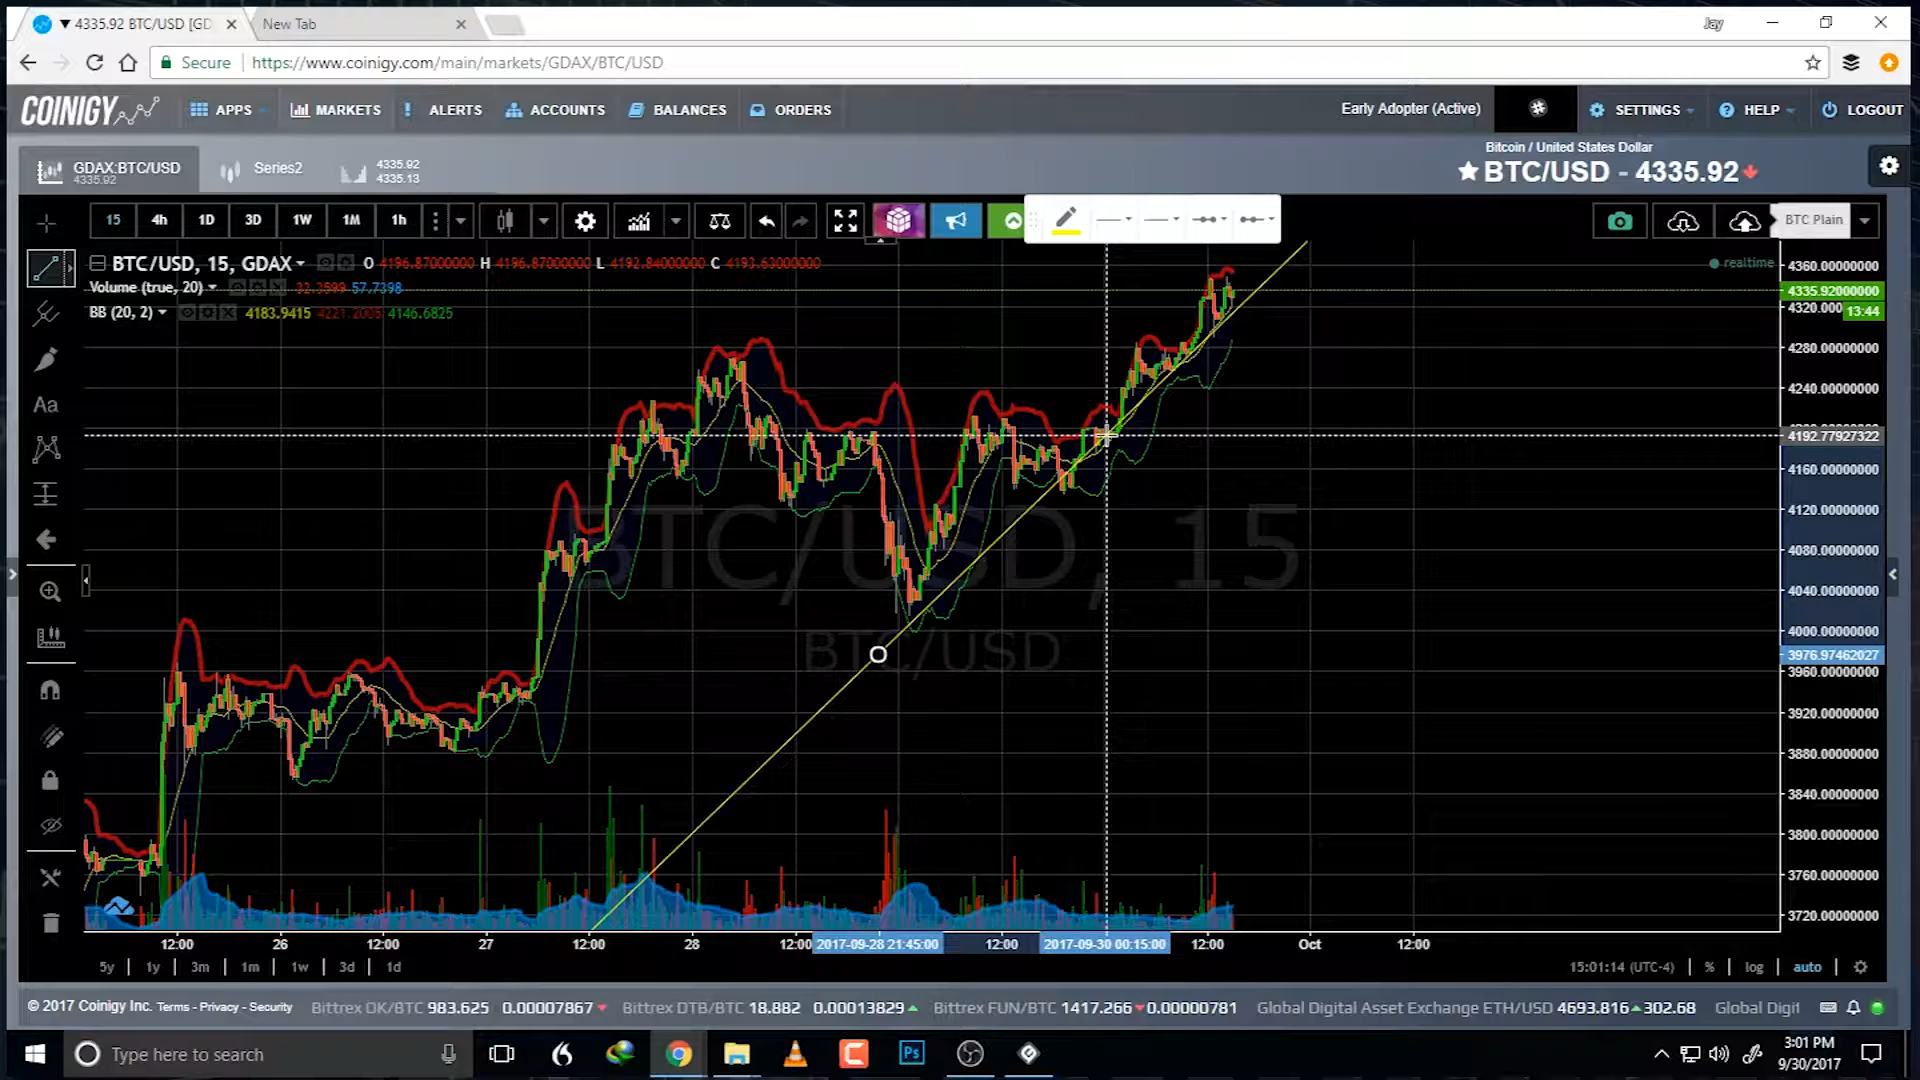 4335.92 BTC/USD [GD
New Tab
Jay
Secure
https://www.coinigy.com/main/markets/GDAX/BTC/USD
COINIGY
APPS
MARKETS
ALERTS
ACCOUNTS
BALANCES
ORDERS
Early Adopter (Active)
SETTINGS
HELP
LOGOUT
GDAX:BTC/USD
4335.92
Series2
4335.92
4335.13
Bitcoin / United States Dollar
BTC/USD - 4335.92
15 4h 1D 3D 1W 1M 1h
BTC Plain
BTC/USD, 15, GDAX
O 4196.87000000 H 4196.87000000 L 4192.84000000 C 4193.63000000
realtime
Volume (true, 20)
32.3599 57.7398
BB (20, 2)
4183.9415 4221.2005 4146.6825
Aa
BTC/USD, 15
BTC/USD
4360.00000000
4335.92000000
4320.000
13:44
4280.00000000
4240.00000000
4192.77927322
4160.00000000
4120.00000000
4080.00000000
4040.00000000
4000.00000000
3976.97462027
3960.00000000
3920.00000000
3880.00000000
3840.00000000
3800.00000000
3760.00000000
3720.00000000
12:00 26 12:00 27 12:00 28 12:00 2017-09-28 21:45:00 12:00 2017-09-30 00:15:00 12:00 Oct 12:00
5y 1y 3m 1m 1w 3d 1d
15:01:14 (UTC-4) % log auto
© 2017 Coinigy Inc. Terms - Privacy - Security
Bittrex OK/BTC 983.625 0.00007867
Bittrex DTB/BTC 18.882 0.00013829
Bittrex FUN/BTC 1417.266 0.00000781
Global Digital Asset Exchange ETH/USD 4693.816 302.68
Global Digit
Type here to search
Ps
3:01 PM
9/30/2017